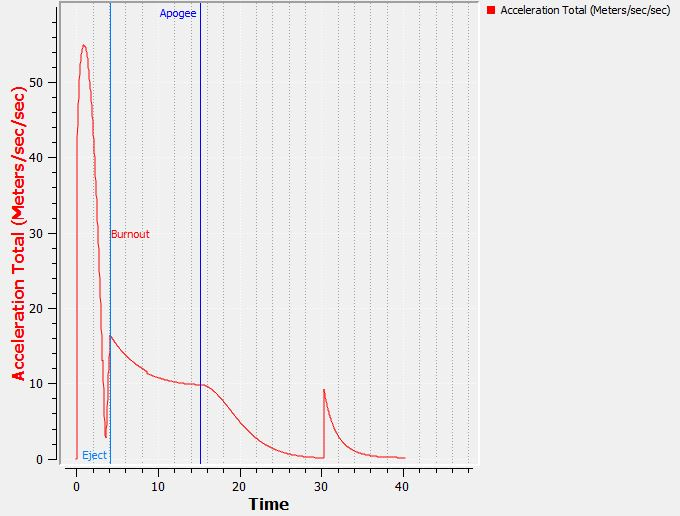 Apogee
Acceleration Total (Meters/sec/sec)
50
40
Burnout
30
20
10
Eject
0
0 10 20 30 40
Time
Acceleration Total (Meters/sec/sec)